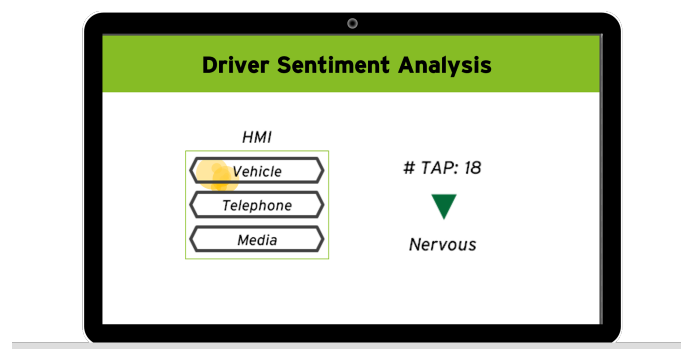 Driver Sentiment Analysis
HMI
Vehicle
Telephone
Media
# TAP: 18
Nervous